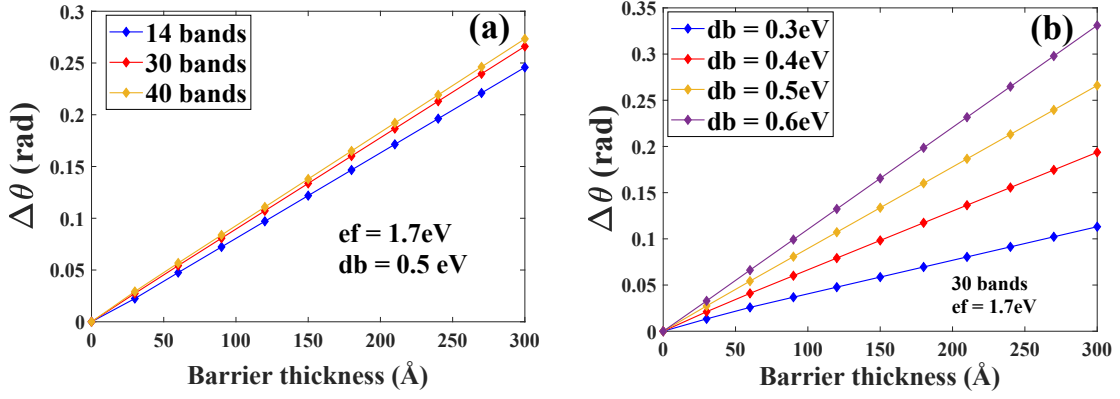 (a)
14 bands
30 bands
40 bands
0.3
0.25
0.2
0.15
0.1
0.05
0
Δθ (rad)
ef = 1.7eV
db = 0.5 eV
0 50 100 150 200 250 300
Barrier thickness (Å)
(b)
db = 0.3eV
db = 0.4eV
db = 0.5eV
db = 0.6eV
0.35
0.3
0.25
0.2
0.15
0.1
0.05
0
Δθ (rad)
30 bands
ef = 1.7eV
0 50 100 150 200 250 300
Barrier thickness (Å)